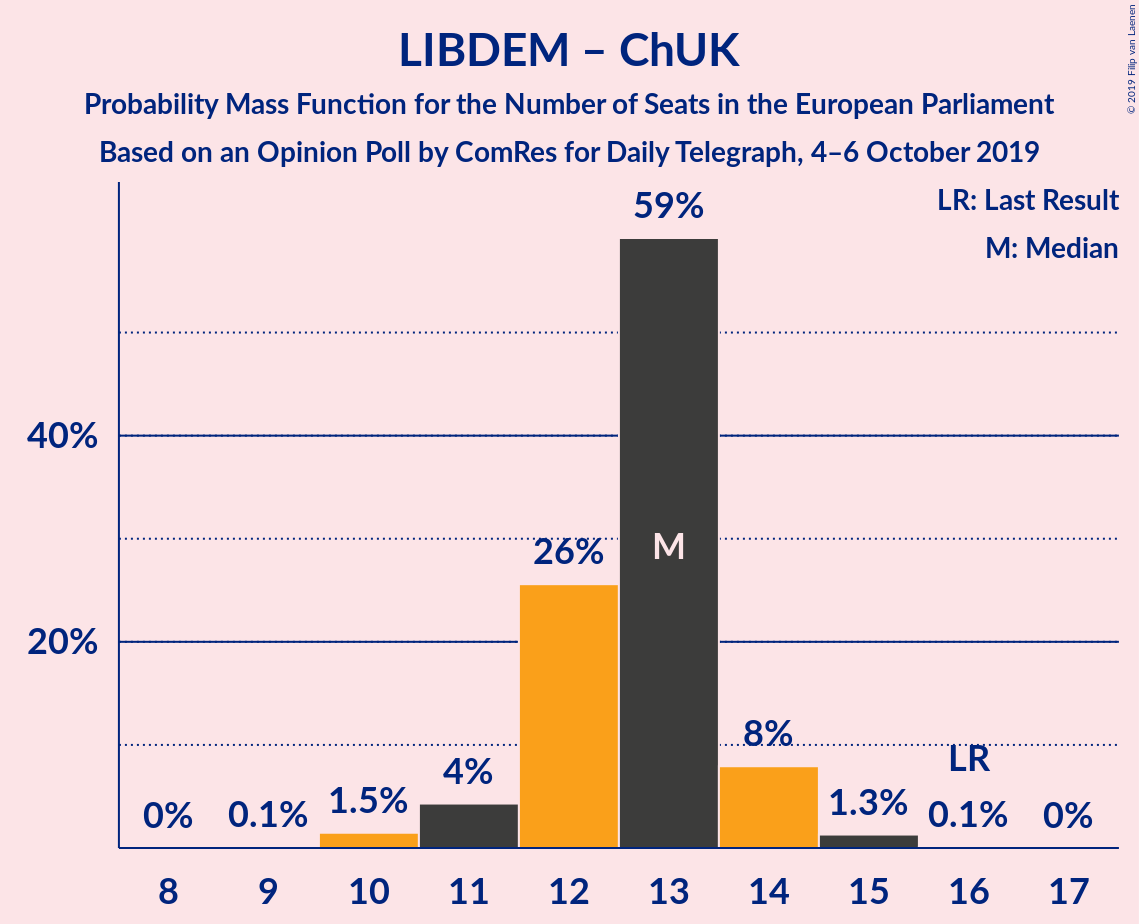 LIBDEM – ChUK
Probability Mass Function for the Number of Seats in the European Parliament
Based on an Opinion Poll by ComRes for Daily Telegraph, 4–6 October 2019
© 2019 Filip van Laenen
LR: Last Result
M: Median
59%
40%
26%
M
20%
8%
LR
4%
1.5%
1.3%
0%
0.1%
0.1%
0%
8 9 10 11 12 13 14 15 16 17